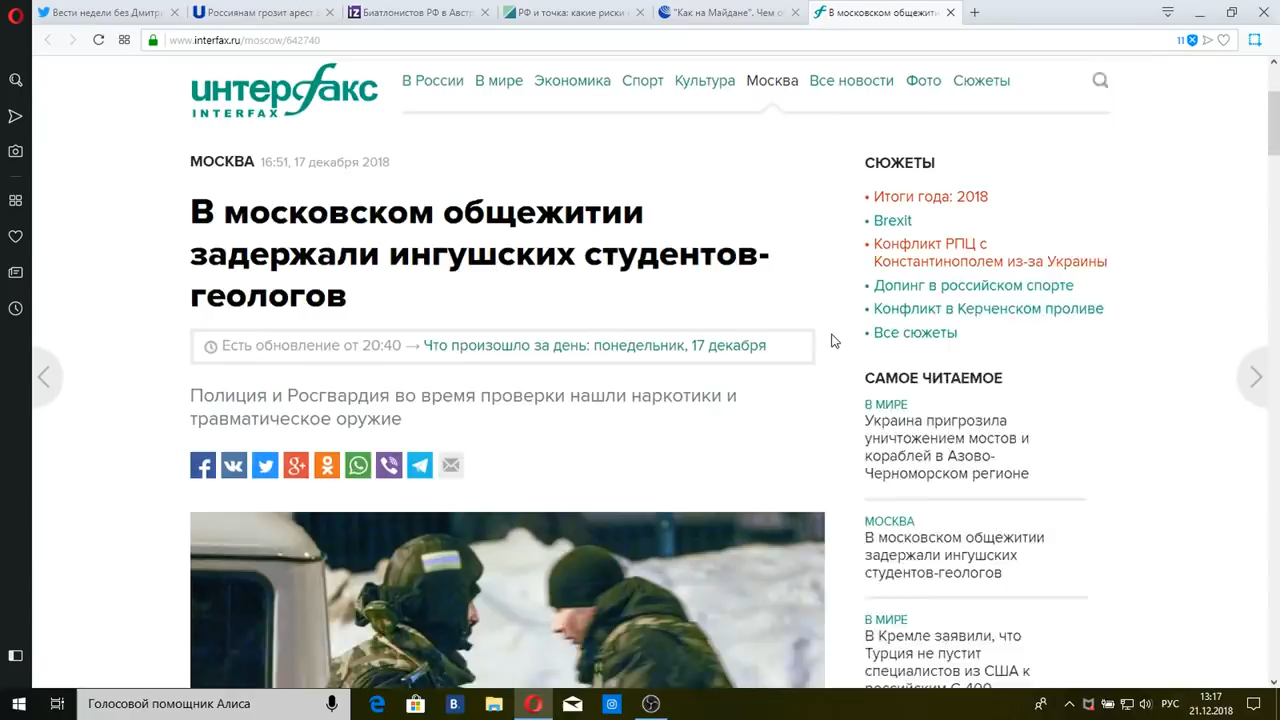 Вести недели без Дмитр
Россиянам грозит арест
Биатлонистов РФ в Авс
РФ и точка: какие риски
"Как на Майдане". Чем о
В московском общежити
www.interfax.ru/moscow/642740
11
интерфакс
INTERFAX
В России
В мире
Экономика
Спорт
Культура
Москва
Все новости
Фото
Сюжеты
МОСКВА 16:51, 17 декабря 2018
В московском общежитии
задержали ингушских студентов-
геологов
Есть обновление от 20:40 → Что произошло за день: понедельник, 17 декабря
Полиция и Росгвардия во время проверки нашли наркотики и
травматическое оружие
СЮЖЕТЫ
• Итоги года: 2018
• Brexit
• Конфликт РПЦ с
Константинополем из-за Украины
• Допинг в российском спорте
• Конфликт в Керченском проливе
• Все сюжеты
САМОЕ ЧИТАЕМОЕ
В МИРЕ
Украина пригрозила
уничтожением мостов и
кораблей в Азово-
Черноморском регионе
МОСКВА
В московском общежитии
задержали ингушских
студентов-геологов
В МИРЕ
В Кремле заявили, что
Турция не пустит
специалистов из США к
российским С-400
Голосовой помощник Алиса
РУС
13:17
21.12.2018